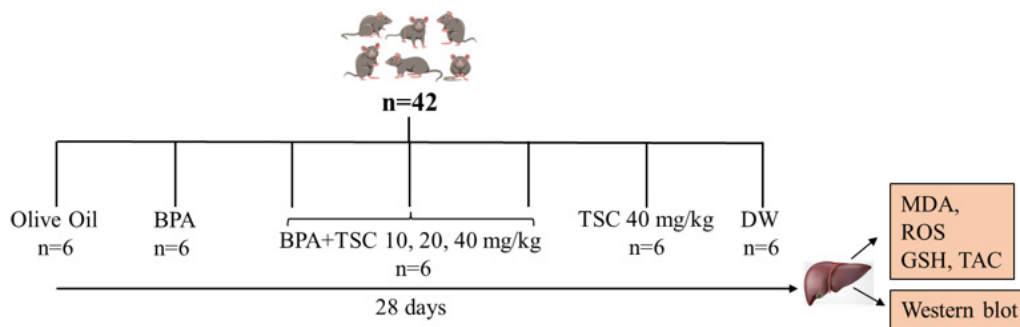 n=42
Olive Oil
n=6
BPA
n=6
BPA+TSC 10, 20, 40 mg/kg
n=6
TSC 40 mg/kg
n=6
DW
n=6
28 days
MDA,
ROS
GSH, TAC
Western blot